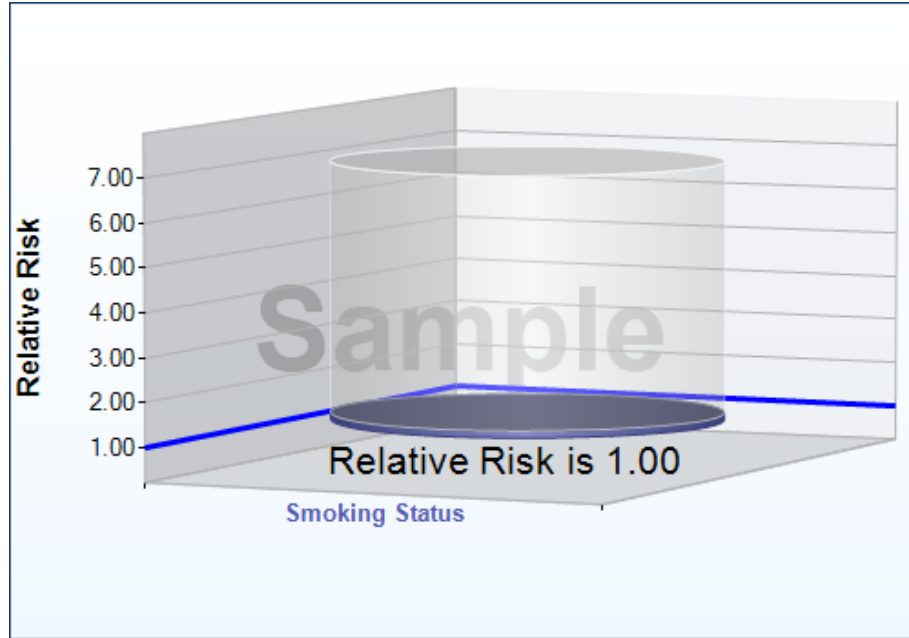 Relative Risk
7.00
6.00
5.00
4.00
3.00
2.00
1.00
Sample
Relative Risk is 1.00
Smoking Status